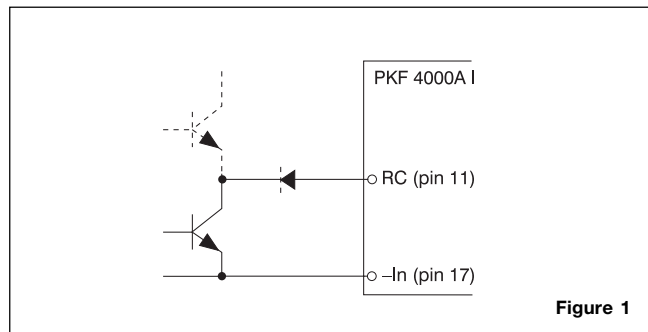 PKF 4000A I
RC (pin 11)
–In (pin 17)
Figure 1